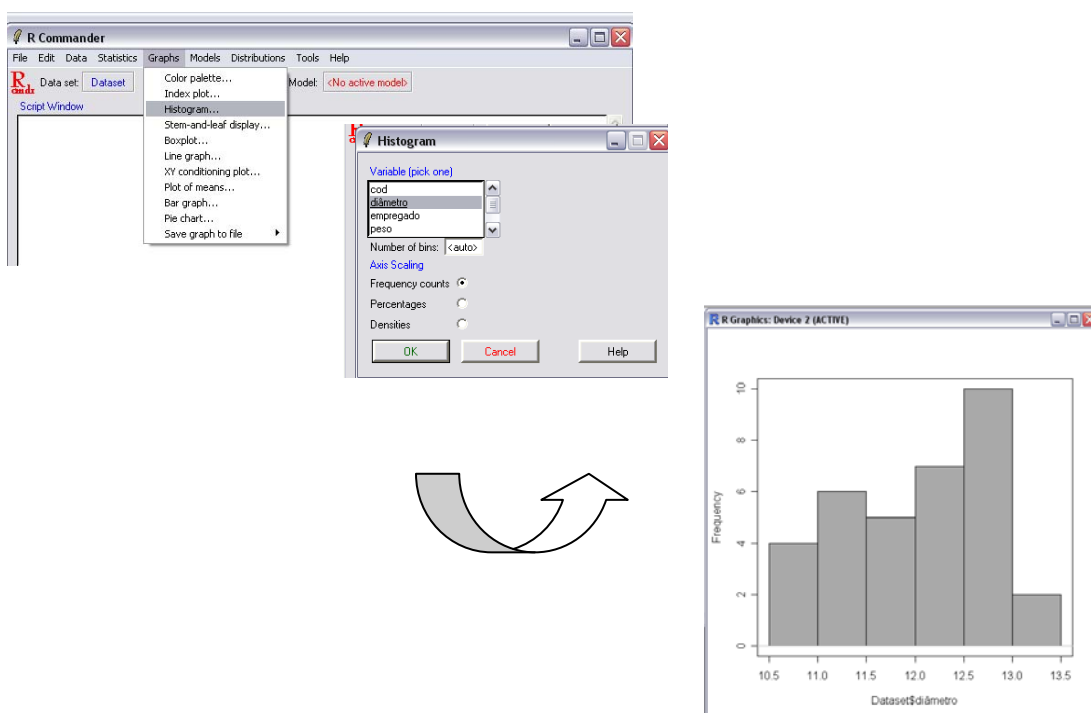 R Commander
File Edit Data Statistics Graphs Models Distributions Tools Help
R
cmdr
Data set: Dataset
Model: <No active model>
Script Window
Color palette...
Index plot...
Histogram...
Stem-and-leaf display...
Boxplot...
Line graph...
XY conditioning plot...
Plot of means...
Bar graph...
Pie chart...
Save graph to file
Histogram
Variable (pick one)
cod
diâmetro
empregado
peso
Number of bins: <auto>
Axis Scaling
Frequency counts
Percentages
Densities
OK Cancel Help
R R Graphics: Device 2 (ACTIVE)
10
8
6
4
2
0
Frequency
10.5 11.0 11.5 12.0 12.5 13.0 13.5
Dataset$diâmetro